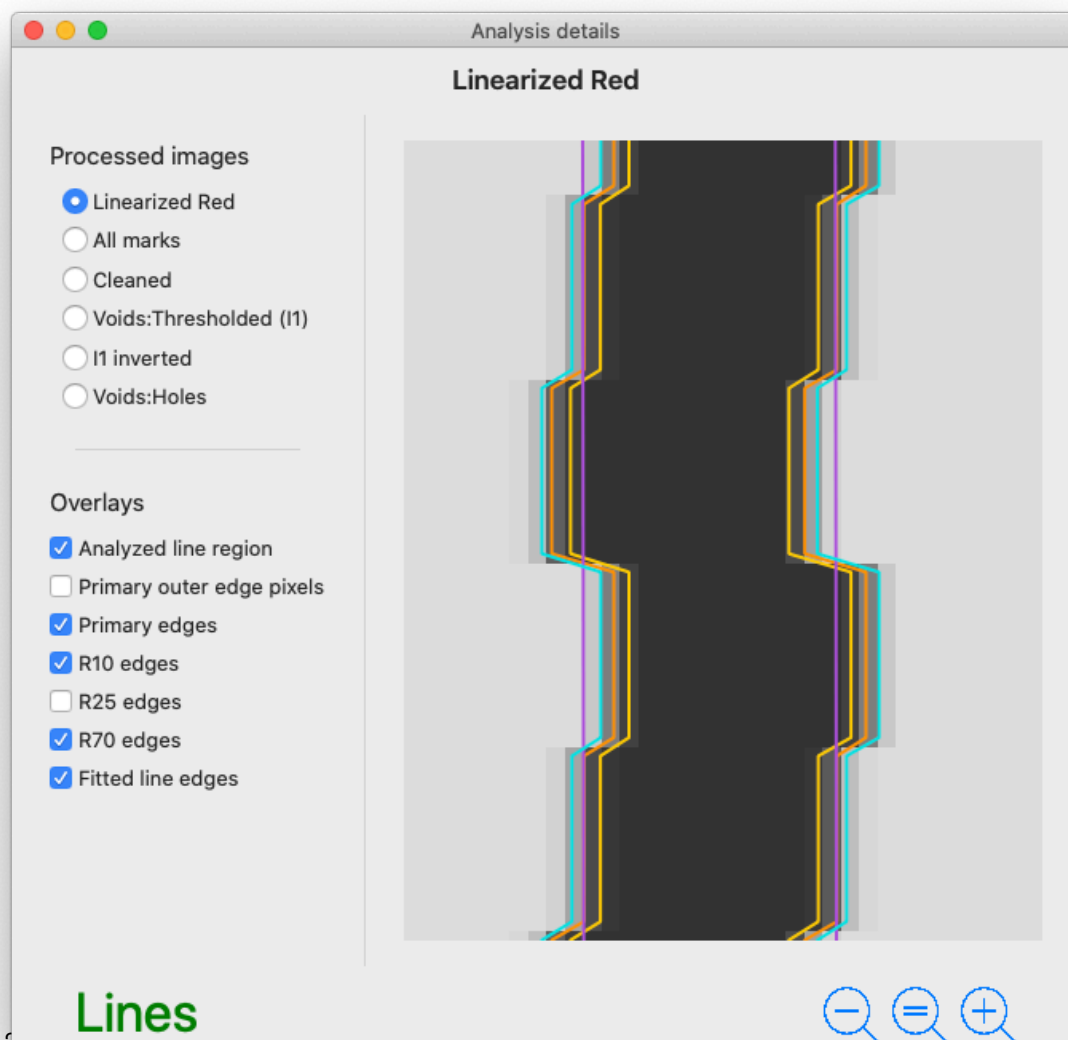 Analysis details
Linearized Red
Processed images
Linearized Red
All marks
Cleaned
Voids:Thresholded (I1)
I1 inverted
Voids:Holes
Overlays
Analyzed line region
Primary outer edge pixels
Primary edges
R10 edges
R25 edges
R70 edges
Fitted line edges
Lines